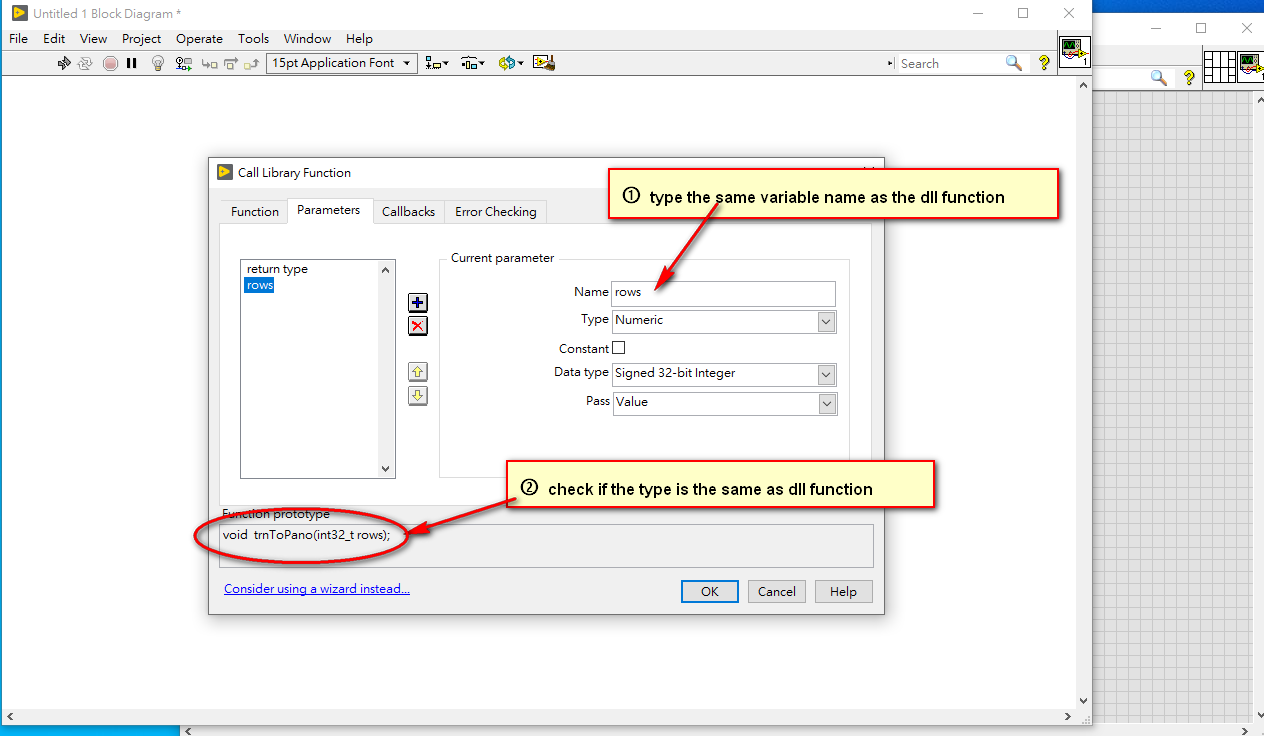 Untitled 1 Block Diagram *
File Edit View Project Operate Tools Window Help
15pt Application Font
Search
1
1
Call Library Function
① type the same variable name as the dll function
Function Parameters Callbacks Error Checking
return type
rows
Current parameter
Name rows
Type Numeric
Constant
Data type Signed 32-bit Integer
Pass Value
② check if the type is the same as dll function
Function prototype
void trnToPano(int32_t rows);
Consider using a wizard instead...
OK Cancel Help